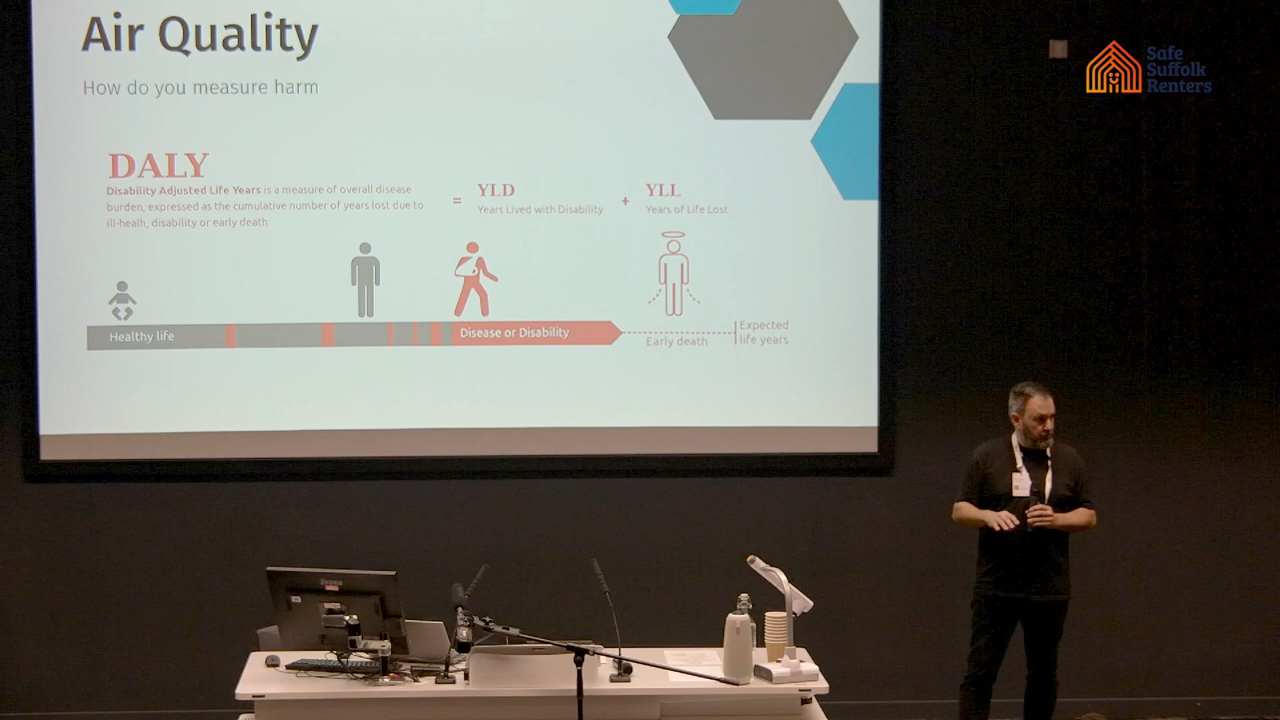 Air Quality
How do you measure harm
DALY
Disability Adjusted Life Years is a measure of overall disease
burden, expressed as the cumulative number of years lost due to
ill-healh, disability or early death
=
YLD
Years Lived with Disability
+
YLL
Years of Life Lost
Healthy life
Disease or Disability
Early death
Expected
life years
Safe
Suffolk
Renters